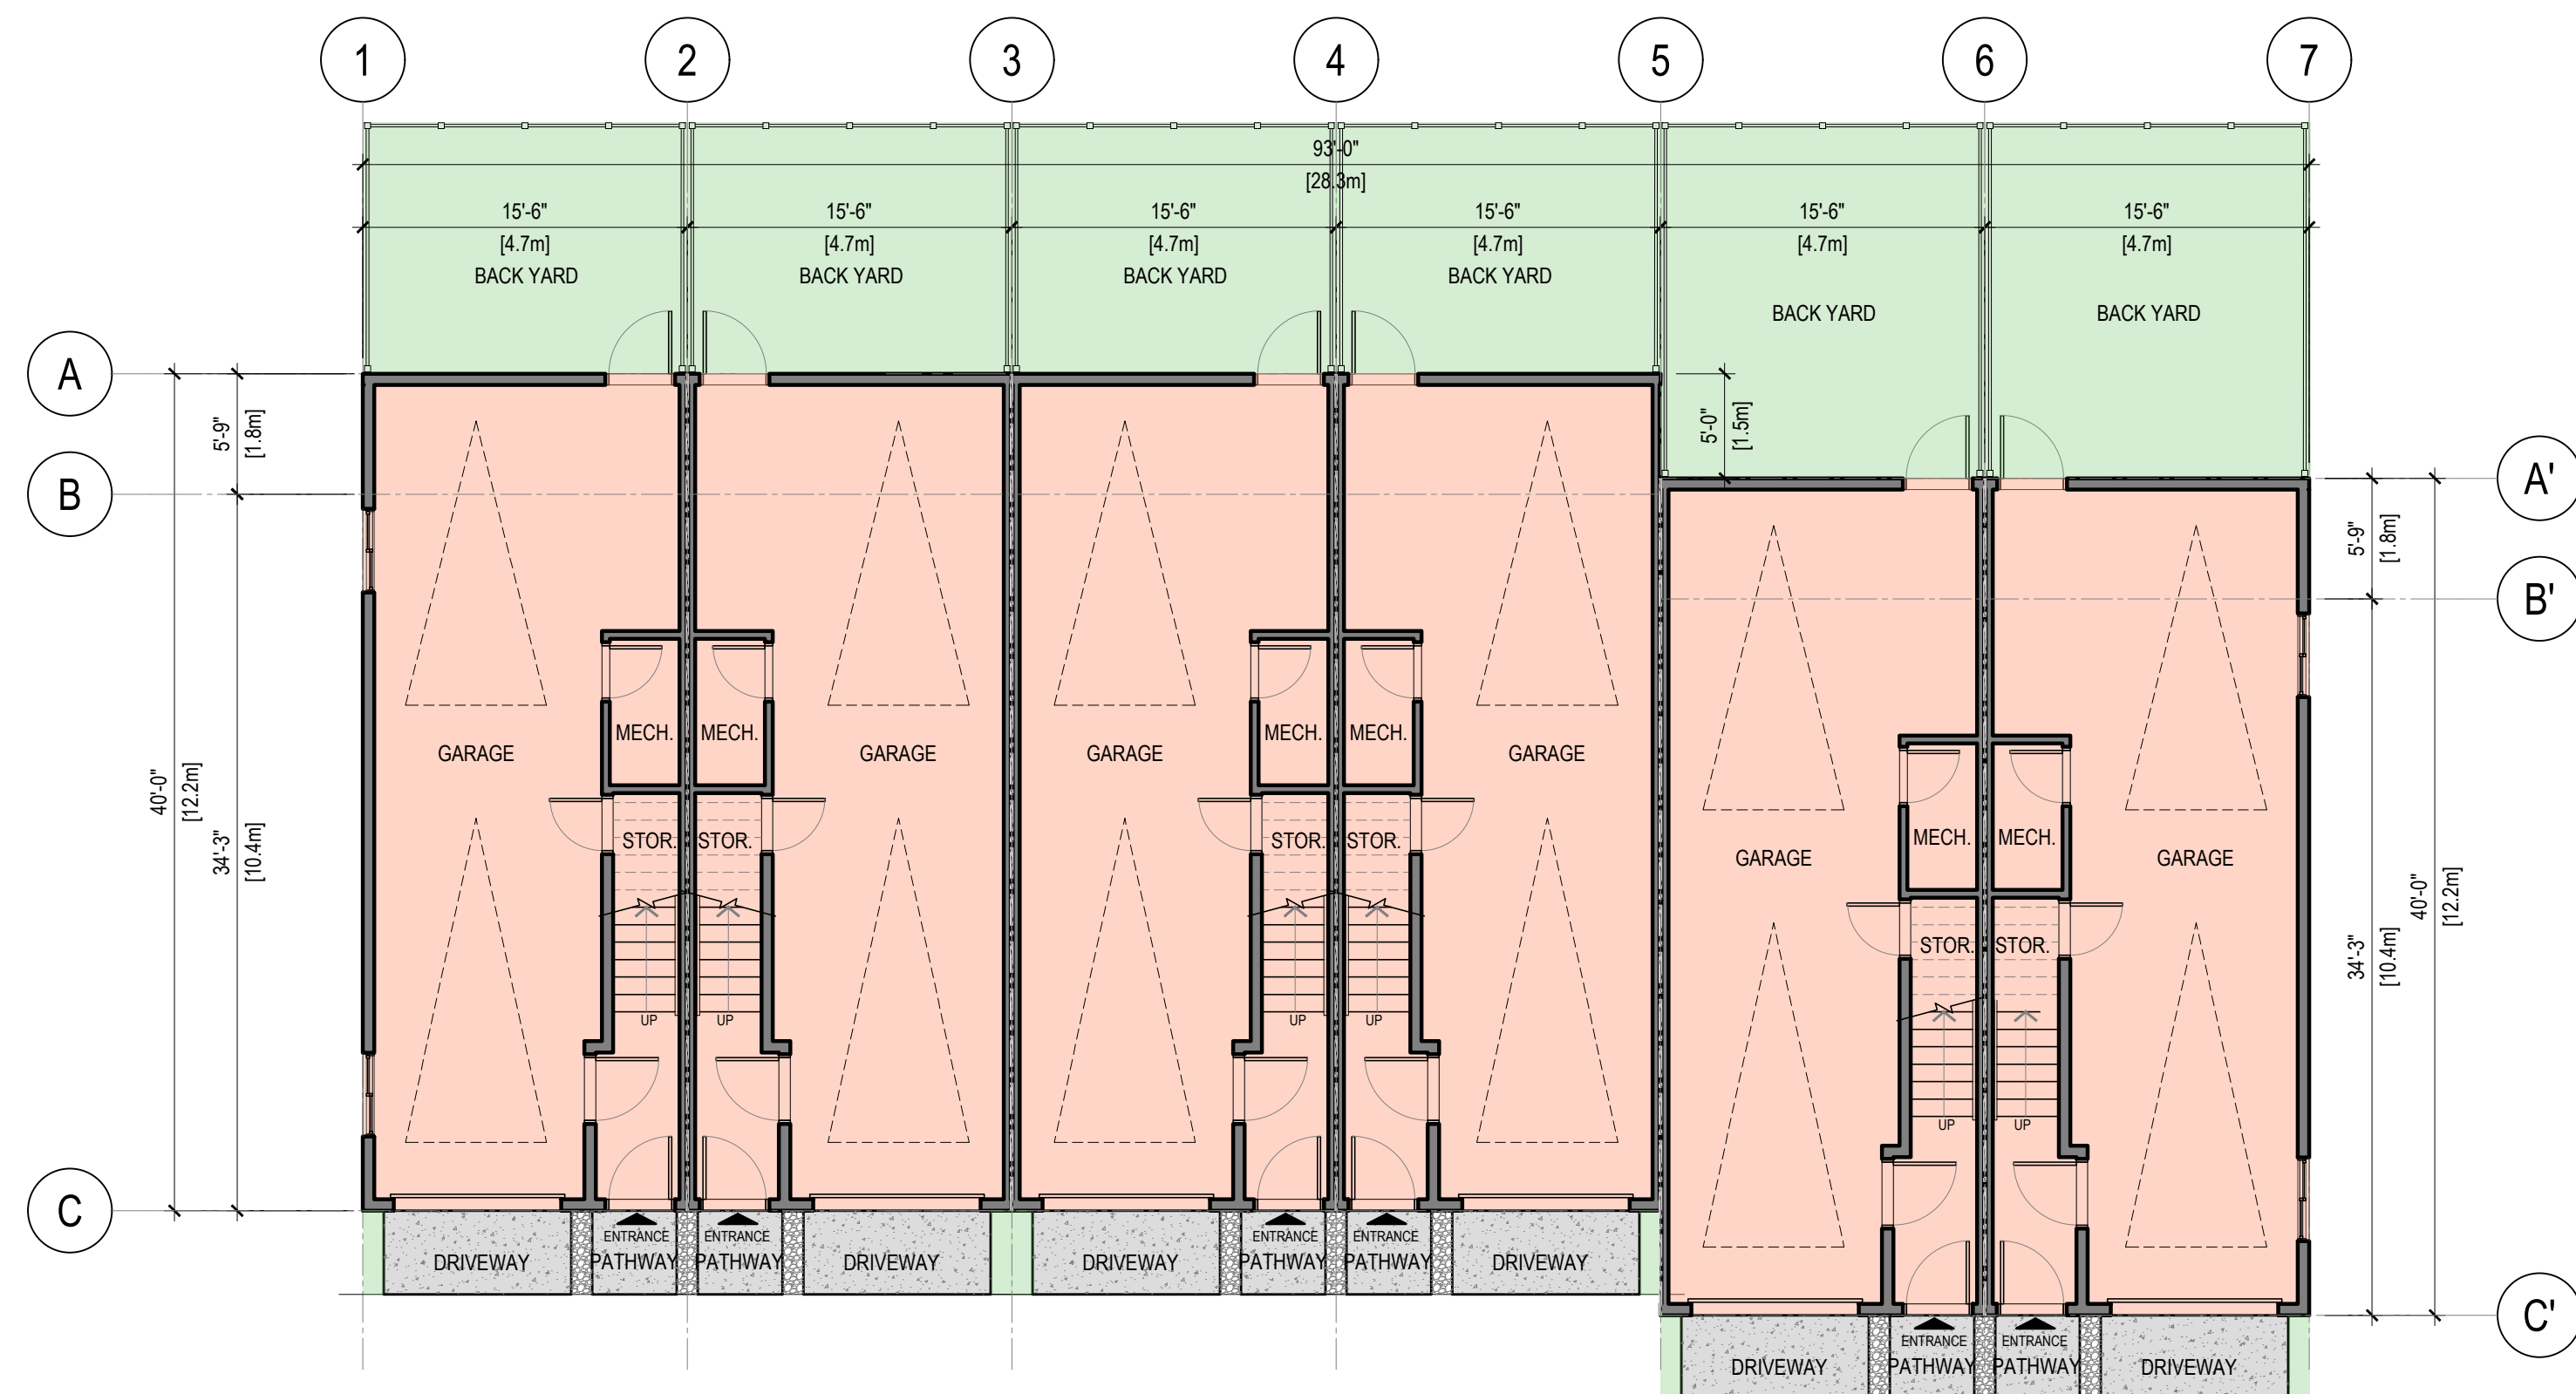 1 2 3 4 5 6 7
93'-0"
[28.3m]
15'-6" 15'-6" 15'-6" 15'-6" 15'-6" 15'-6"
[4.7m] [4.7m] [4.7m] [4.7m] [4.7m] [4.7m]
BACK YARD BACK YARD BACK YARD BACK YARD
BACK YARD BACK YARD
A
5'-9"
[1.8m]
5'-0"
[1.5m]
A'
B
5'-9"
[1.8m]
B'
MECH. MECH. MECH. MECH.
GARAGE GARAGE GARAGE GARAGE
40'-0"
[12.2m]
34'-3"
[10.4m]
STOR. STOR. STOR. STOR.
MECH. MECH.
GARAGE GARAGE
40'-0"
[12.2m]
34'-3"
[10.4m]
STOR. STOR.
UP UP UP UP
UP UP
C
ENTRANCE ENTRANCE ENTRANCE ENTRANCE
DRIVEWAY PATHWAY PATHWAY DRIVEWAY DRIVEWAY PATHWAY PATHWAY DRIVEWAY
C'
ENTRANCE ENTRANCE
DRIVEWAY PATHWAY PATHWAY DRIVEWAY